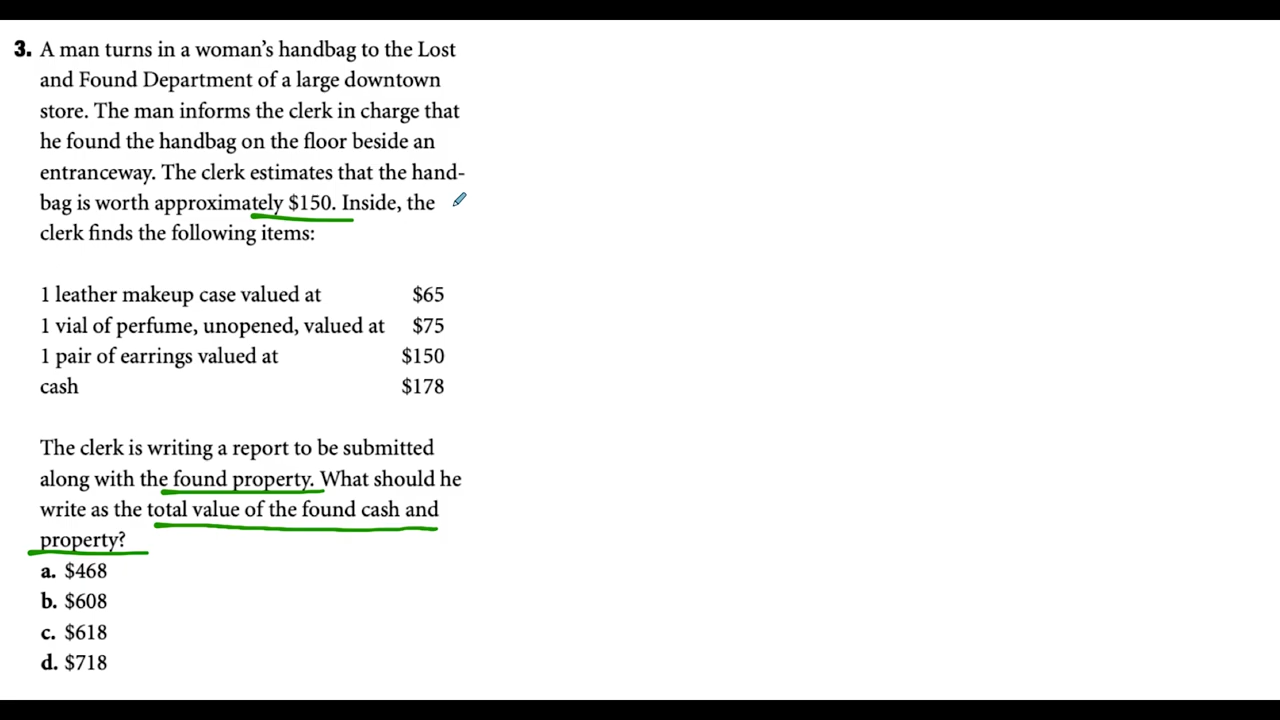 3. A man turns in a woman's handbag to the Lost
and Found Department of a large downtown
store. The man informs the clerk in charge that
he found the handbag on the floor beside an
entranceway. The clerk estimates that the hand-
bag is worth approximately $150. Inside, the
clerk finds the following items:
1 leather makeup case valued at $65
1 vial of perfume, unopened, valued at $75
1 pair of earrings valued at $150
cash $178
The clerk is writing a report to be submitted
along with the found property. What should he
write as the total value of the found cash and
property?
a. $468
b. $608
c. $618
d. $718